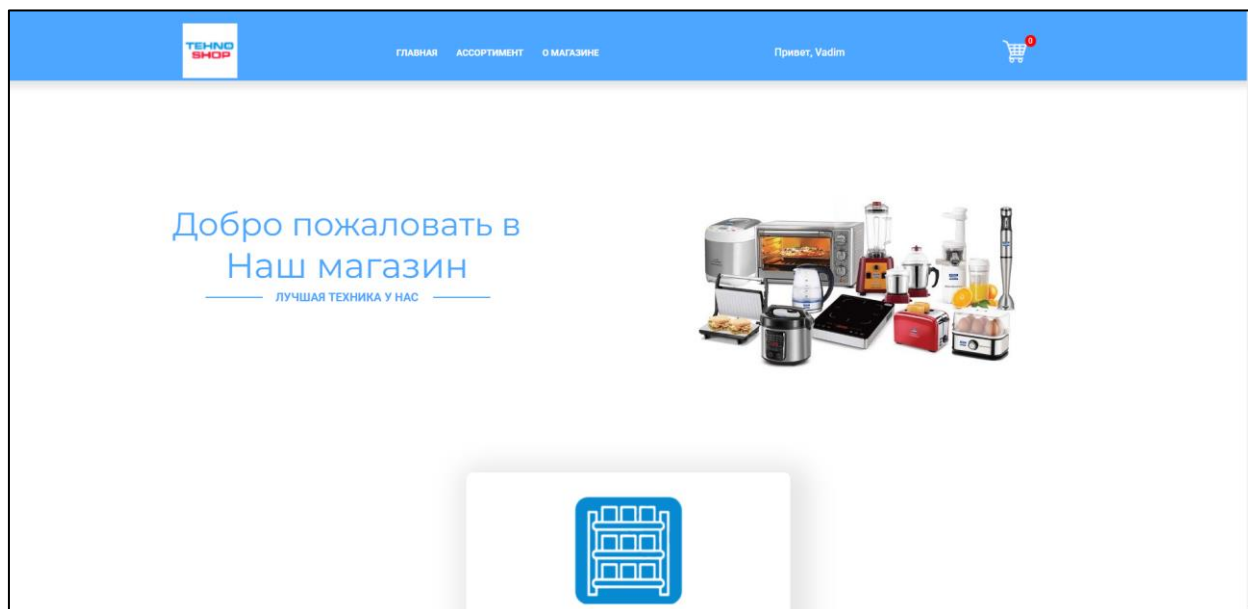 TEHNO
SHOP
ГЛАВНАЯ АССОРТИМЕНТ О МАГАЗИНЕ
Привет, Vadim
0
Добро пожаловать в
Наш магазин
ЛУЧШАЯ ТЕХНИКА У НАС